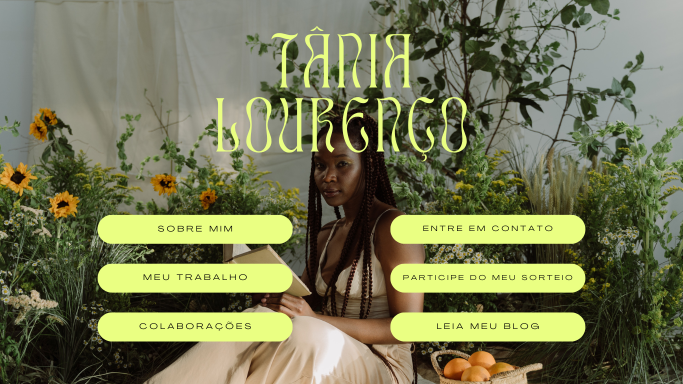 TÂNIA
LOURENÇO
SOBRE MIM
MEU TRABALHO
COLABORAÇÕES
ENTRE EM CONTATO
PARTICIPE DO MEU SORTEIO
LEIA MEU BLOG